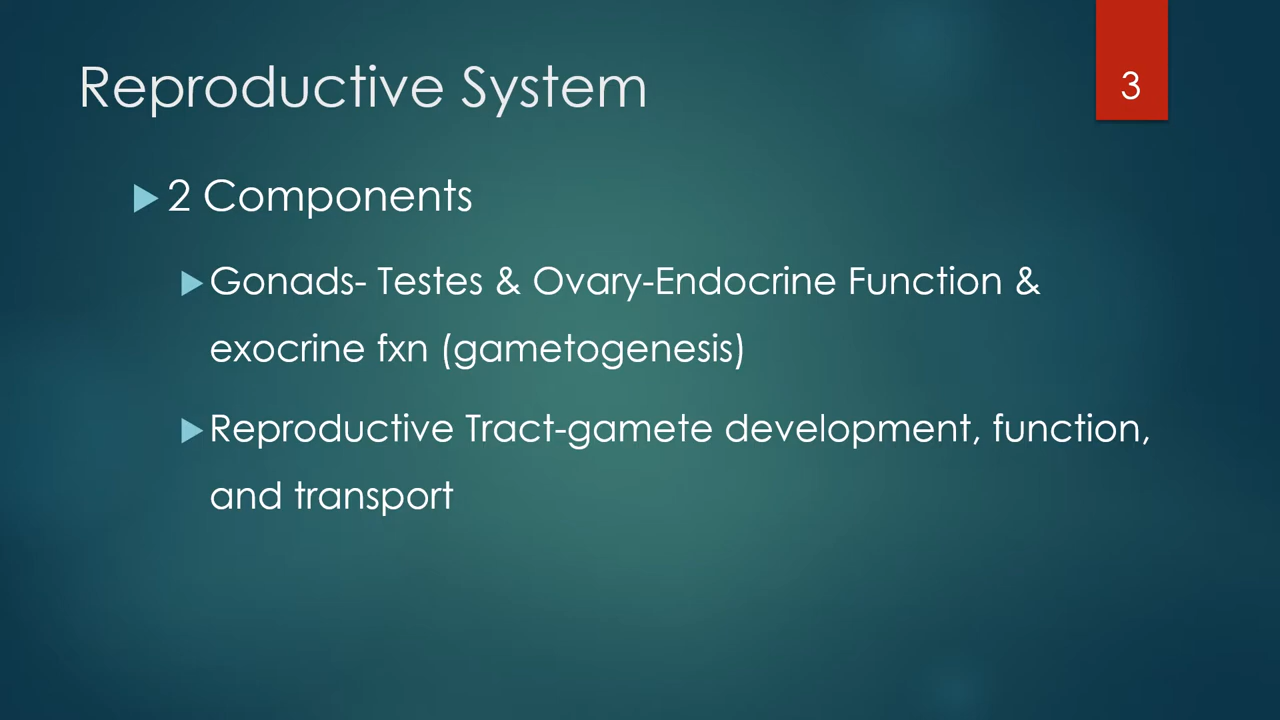 Reproductive System
3
2 Components
Gonads- Testes & Ovary-Endocrine Function &
exocrine fxn (gametogenesis)
Reproductive Tract-gamete development, function,
and transport